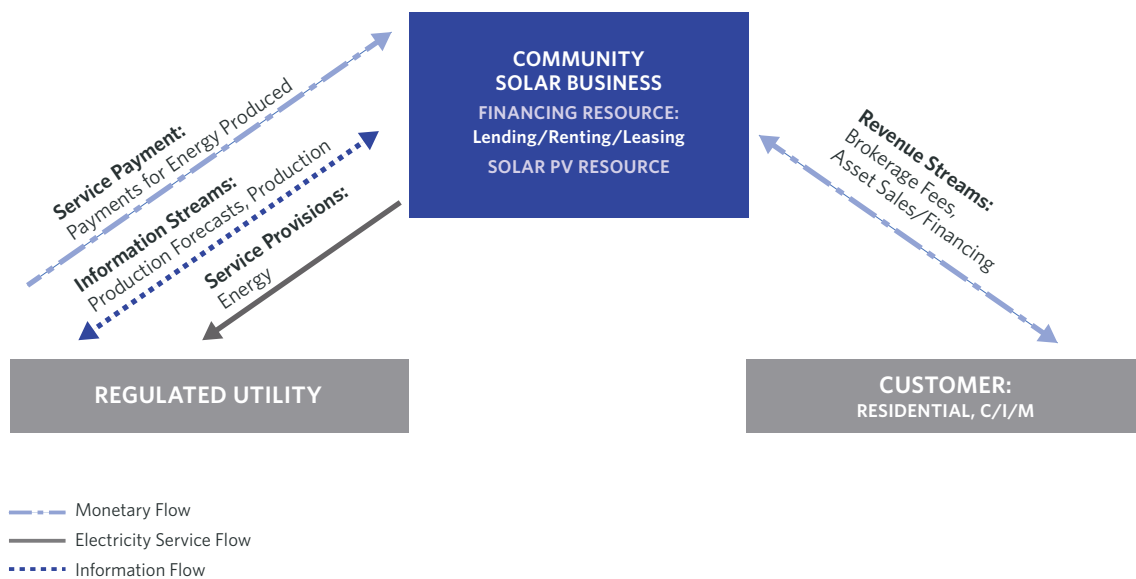 COMMUNITY
SOLAR BUSINESS
FINANCING RESOURCE:
Lending/Renting/Leasing
SOLAR PV RESOURCE
Service Payment:
Payments for Energy Produced
Information Streams:
Production Forecasts, Production
Service Provisions:
Energy
Revenue Streams:
Brokerage Fees,
Asset Sales/Financing
REGULATED UTILITY
CUSTOMER:
RESIDENTIAL, C/I/M
Monetary Flow
Electricity Service Flow
Information Flow